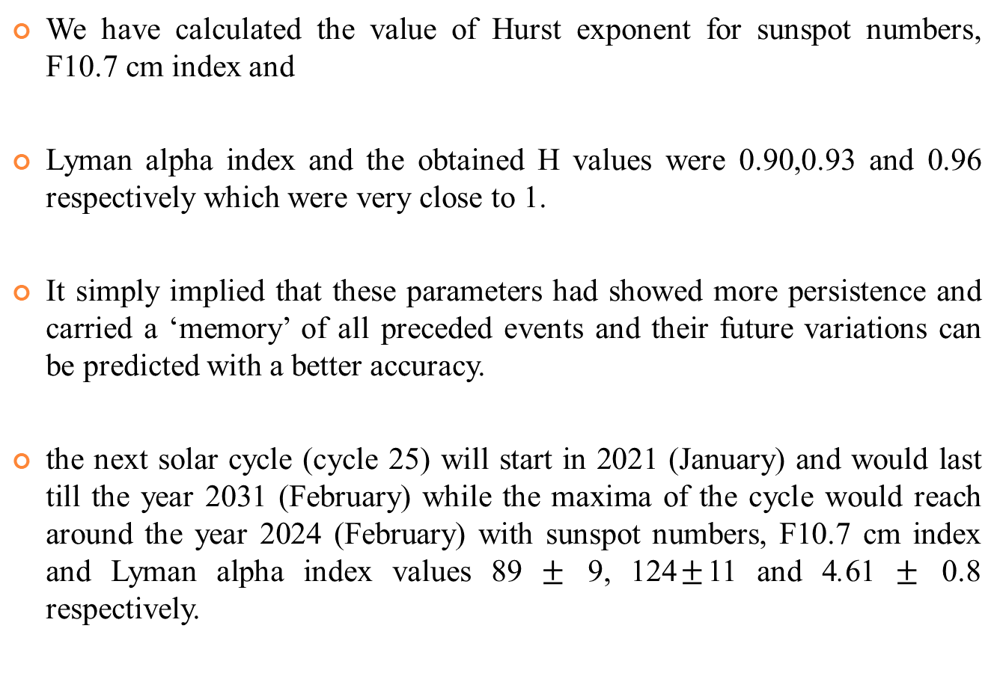 We have calculated the value of Hurst exponent for sunspot numbers,
F10.7 cm index and
Lyman alpha index and the obtained H values were 0.90,0.93 and 0.96
respectively which were very close to 1.
It simply implied that these parameters had showed more persistence and
carried a ‘memory’ of all preceded events and their future variations can
be predicted with a better accuracy.
the next solar cycle (cycle 25) will start in 2021 (January) and would last
till the year 2031 (February) while the maxima of the cycle would reach
around the year 2024 (February) with sunspot numbers, F10.7 cm index
and Lyman alpha index values 89 ± 9, 124±11 and 4.61 ± 0.8
respectively.